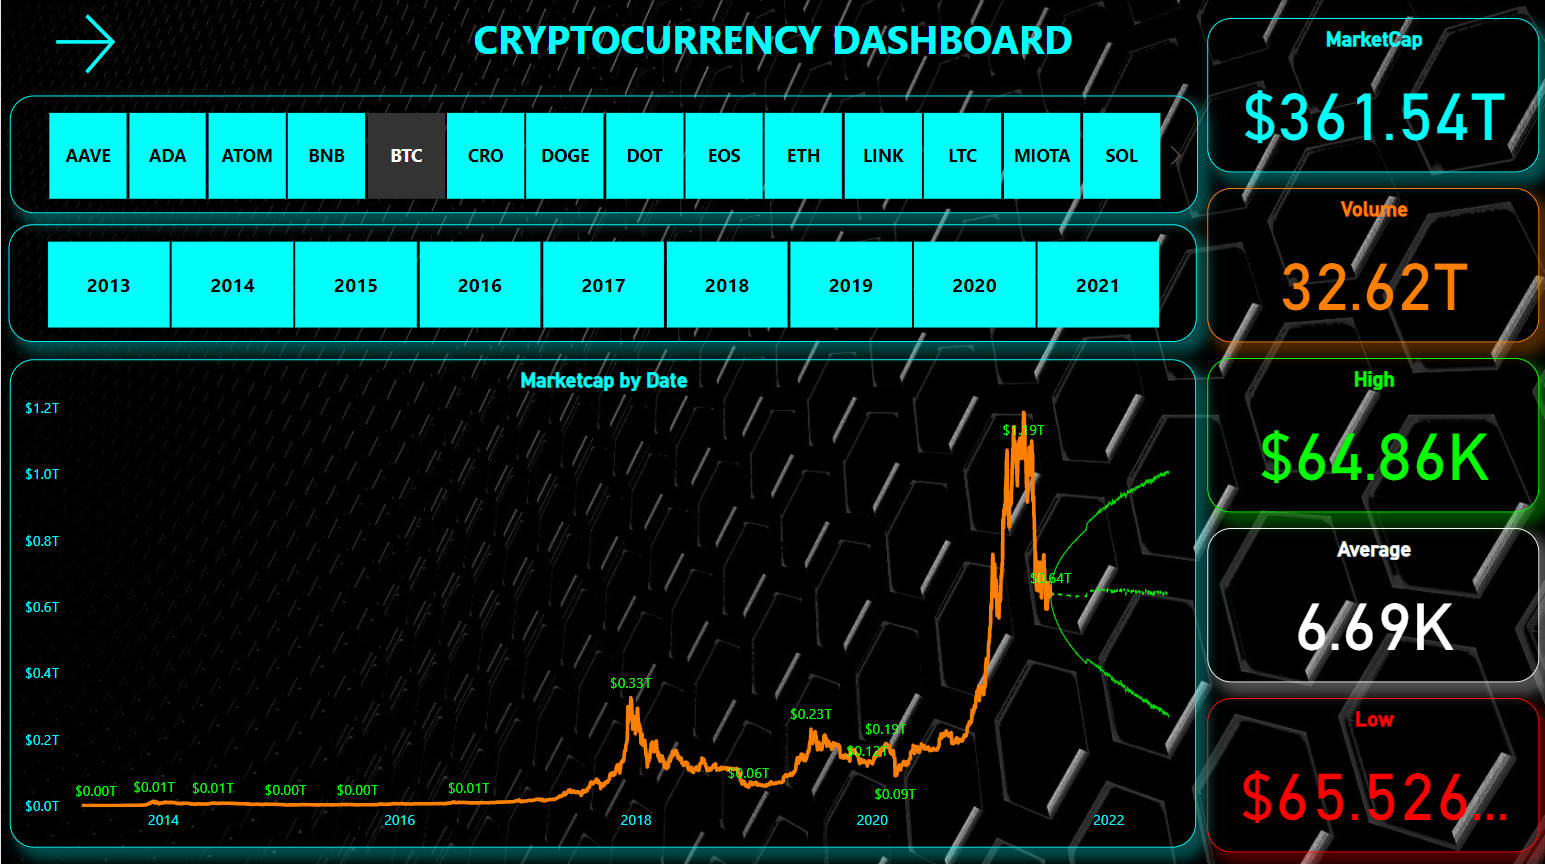 CRYPTOCURRENCY DASHBOARD
AAVE ADA ATOM BNB BTC CRO DOGE DOT EOS ETH LINK LTC MIOTA SOL
2013 2014 2015 2016 2017 2018 2019 2020 2021
Marketcap by Date
$1.2T
$1.19T
$1.0T
$0.8T
$0.64T
$0.6T
$0.4T
$0.33T
$0.23T
$0.19T
$0.2T
$0.13T
$0.06T
$0.00T $0.01T $0.01T $0.00T $0.00T $0.01T
$0.09T
$0.0T
2014 2016 2018 2020 2022
MarketCap
$361.54T
Volume
32.62T
High
$64.86K
Average
6.69K
Low
$65.526...